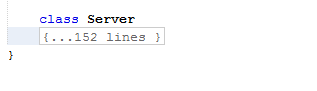 class Server
{...152 lines }
}